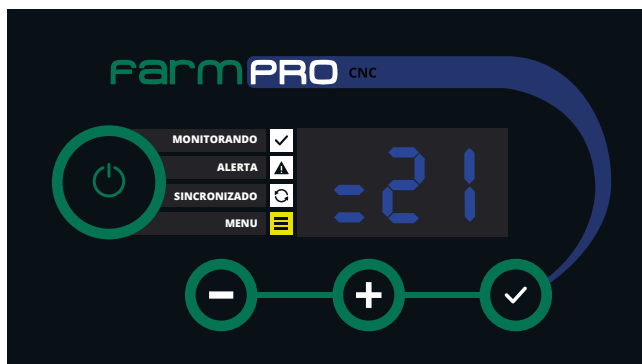 farmPRO CNC
MONITORANDO
ALERTA
SINCRONIZADO
MENU
=21